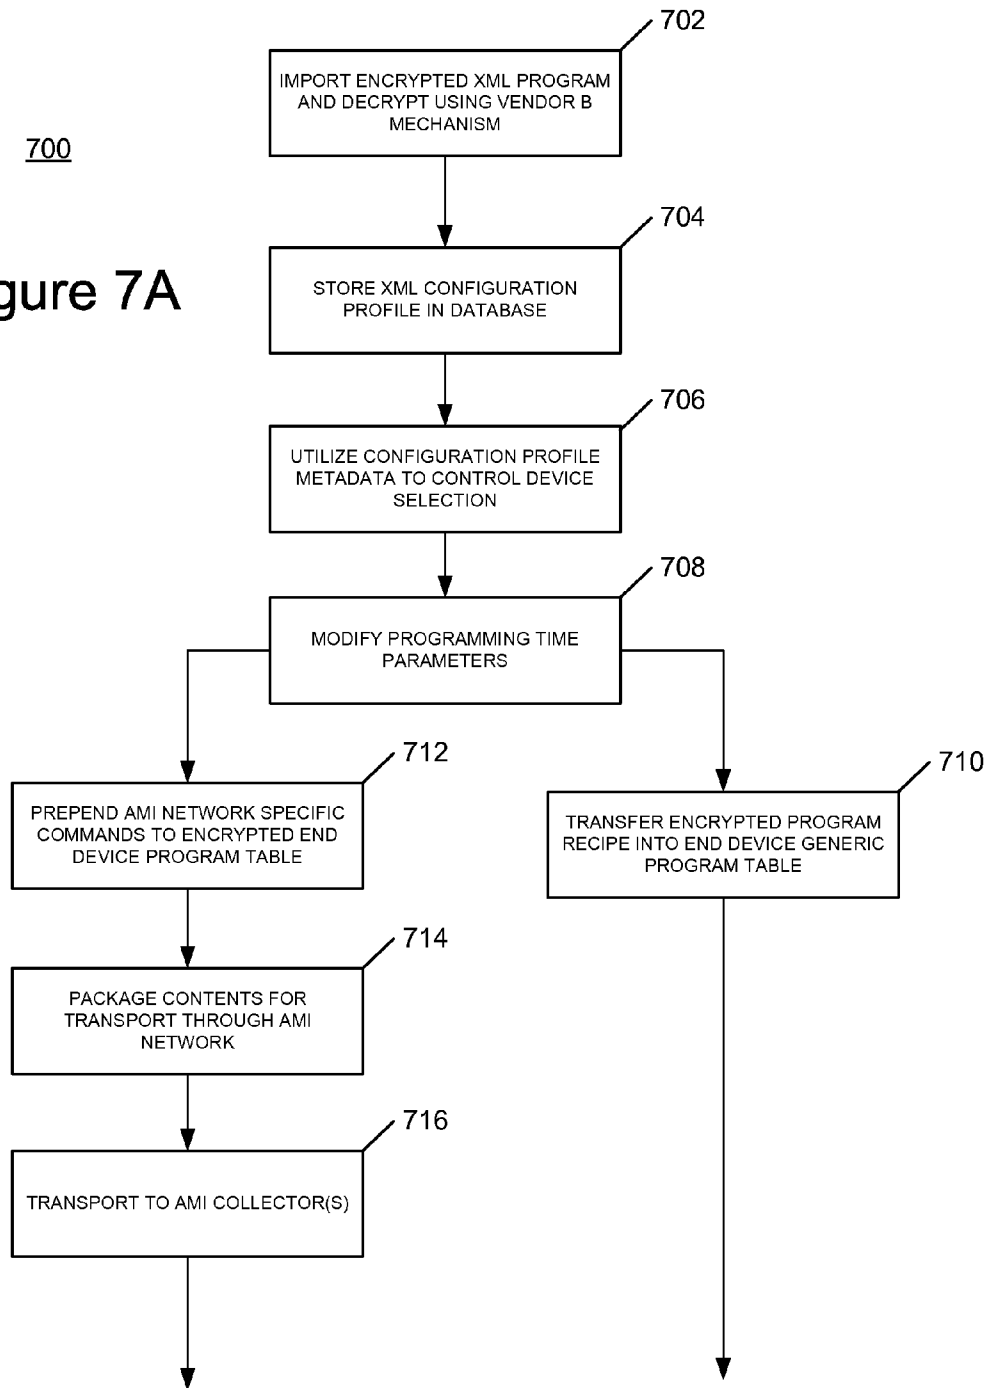 702
IMPORT ENCRYPTED XML PROGRAM
AND DECRYPT USING VENDOR B
MECHANISM
700
704
gure 7A
STORE XML CONFIGURATION
PROFILE IN DATABASE
706
UTILIZE CONFIGURATION PROFILE
METADATA TO CONTROL DEVICE
SELECTION
708
MODIFY PROGRAMMING TIME
PARAMETERS
712
PREPEND AMI NETWORK SPECIFIC
COMMANDS TO ENCRYPTED END
DEVICE PROGRAM TABLE
710
TRANSFER ENCRYPTED PROGRAM
RECIPE INTO END DEVICE GENERIC
PROGRAM TABLE
714
PACKAGE CONTENTS FOR
TRANSPORT THROUGH AMI
NETWORK
716
TRANSPORT TO AMI COLLECTOR(S)